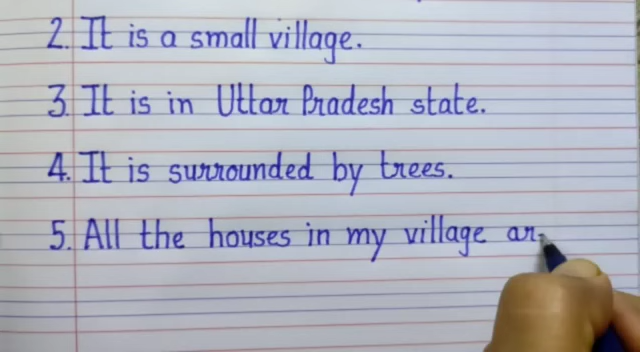 2. It is a small village.
3. It is in Uttar Pradesh state.
4. It is surrounded by trees.
5. All the houses in my village ar